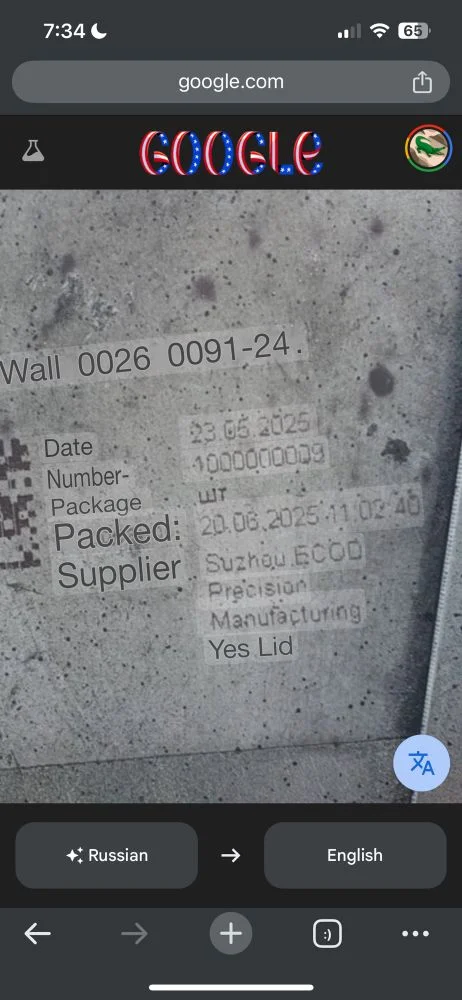 7:34
65
google.com
GOOGLE
Wall 0026 0091-24.
Date 23.05.2025
Number- 1000000009
Package шт
Packed: 20.06.2025 11:02:40
Supplier Suzhou ECOD
Precision
Manufacturing
Yes Lid
Russian → English
:)